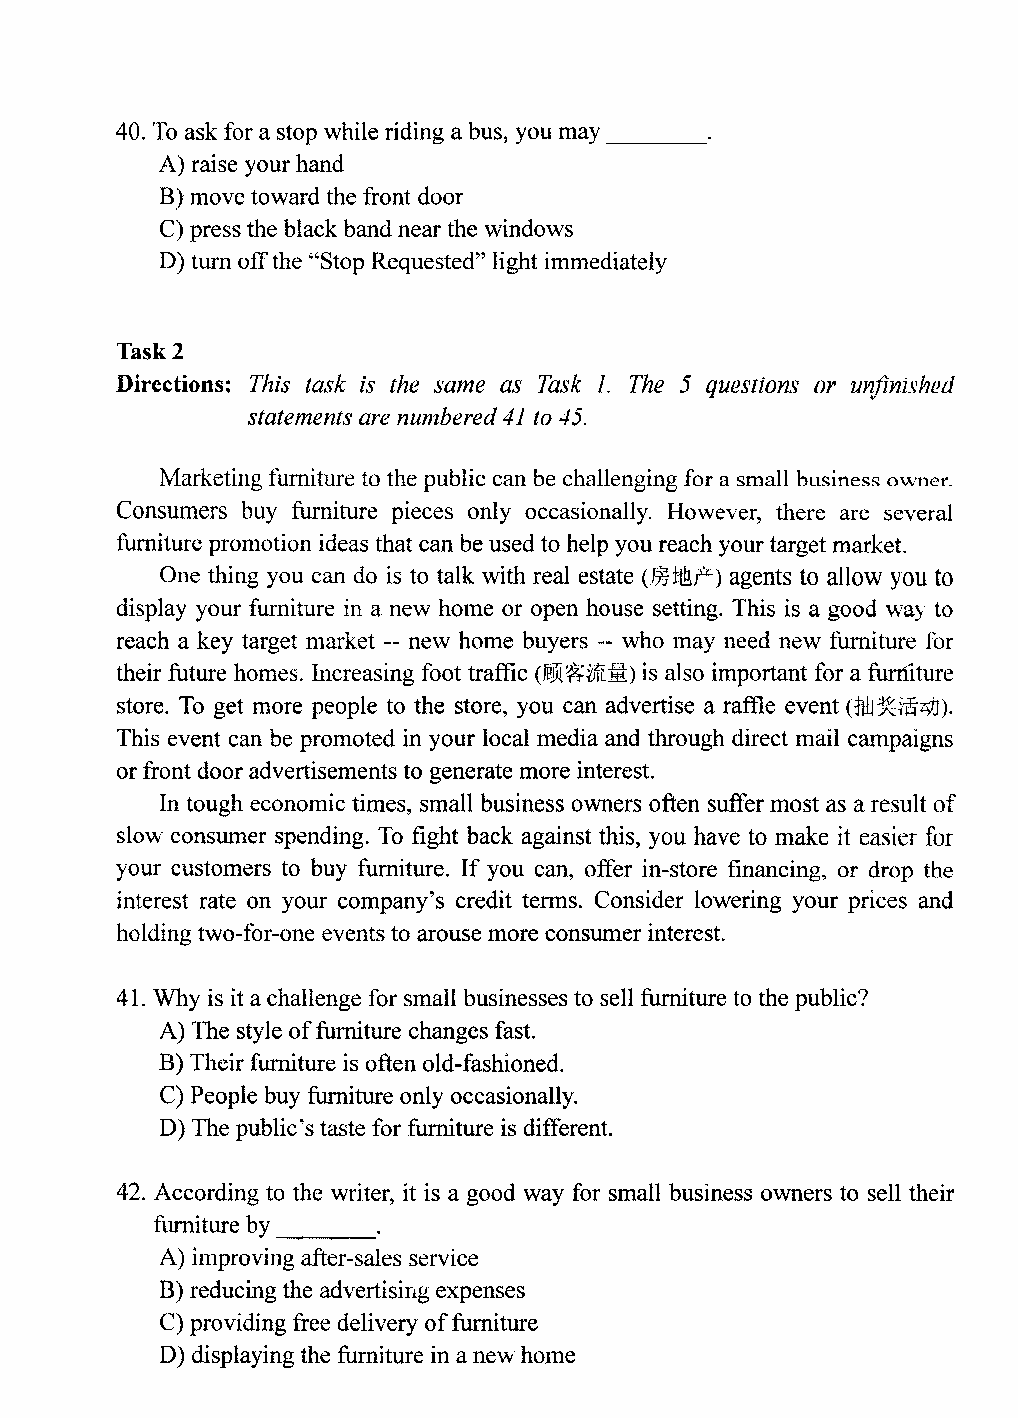 40. To ask for a stop while riding a bus, you may ________.
A) raise your hand
B) move toward the front door
C) press the black band near the windows
D) turn off the “Stop Requested” light immediately
Task 2
Directions: This task is the same as Task 1. The 5 questions or unfinished
statements are numbered 41 to 45.
Marketing furniture to the public can be challenging for a small business owner.
Consumers buy furniture pieces only occasionally. However, there are several
furniture promotion ideas that can be used to help you reach your target market.
One thing you can do is to talk with real estate (房地产) agents to allow you to
display your furniture in a new home or open house setting. This is a good way to
reach a key target market -- new home buyers -- who may need new furniture for
their future homes. Increasing foot traffic (顾客流量) is also important for a furniture
store. To get more people to the store, you can advertise a raffle event (抽奖活动).
This event can be promoted in your local media and through direct mail campaigns
or front door advertisements to generate more interest.
In tough economic times, small business owners often suffer most as a result of
slow consumer spending. To fight back against this, you have to make it easier for
your customers to buy furniture. If you can, offer in-store financing, or drop the
interest rate on your company’s credit terms. Consider lowering your prices and
holding two-for-one events to arouse more consumer interest.
41. Why is it a challenge for small businesses to sell furniture to the public?
A) The style of furniture changes fast.
B) Their furniture is often old-fashioned.
C) People buy furniture only occasionally.
D) The public’s taste for furniture is different.
42. According to the writer, it is a good way for small business owners to sell their
furniture by ________.
A) improving after-sales service
B) reducing the advertising expenses
C) providing free delivery of furniture
D) displaying the furniture in a new home